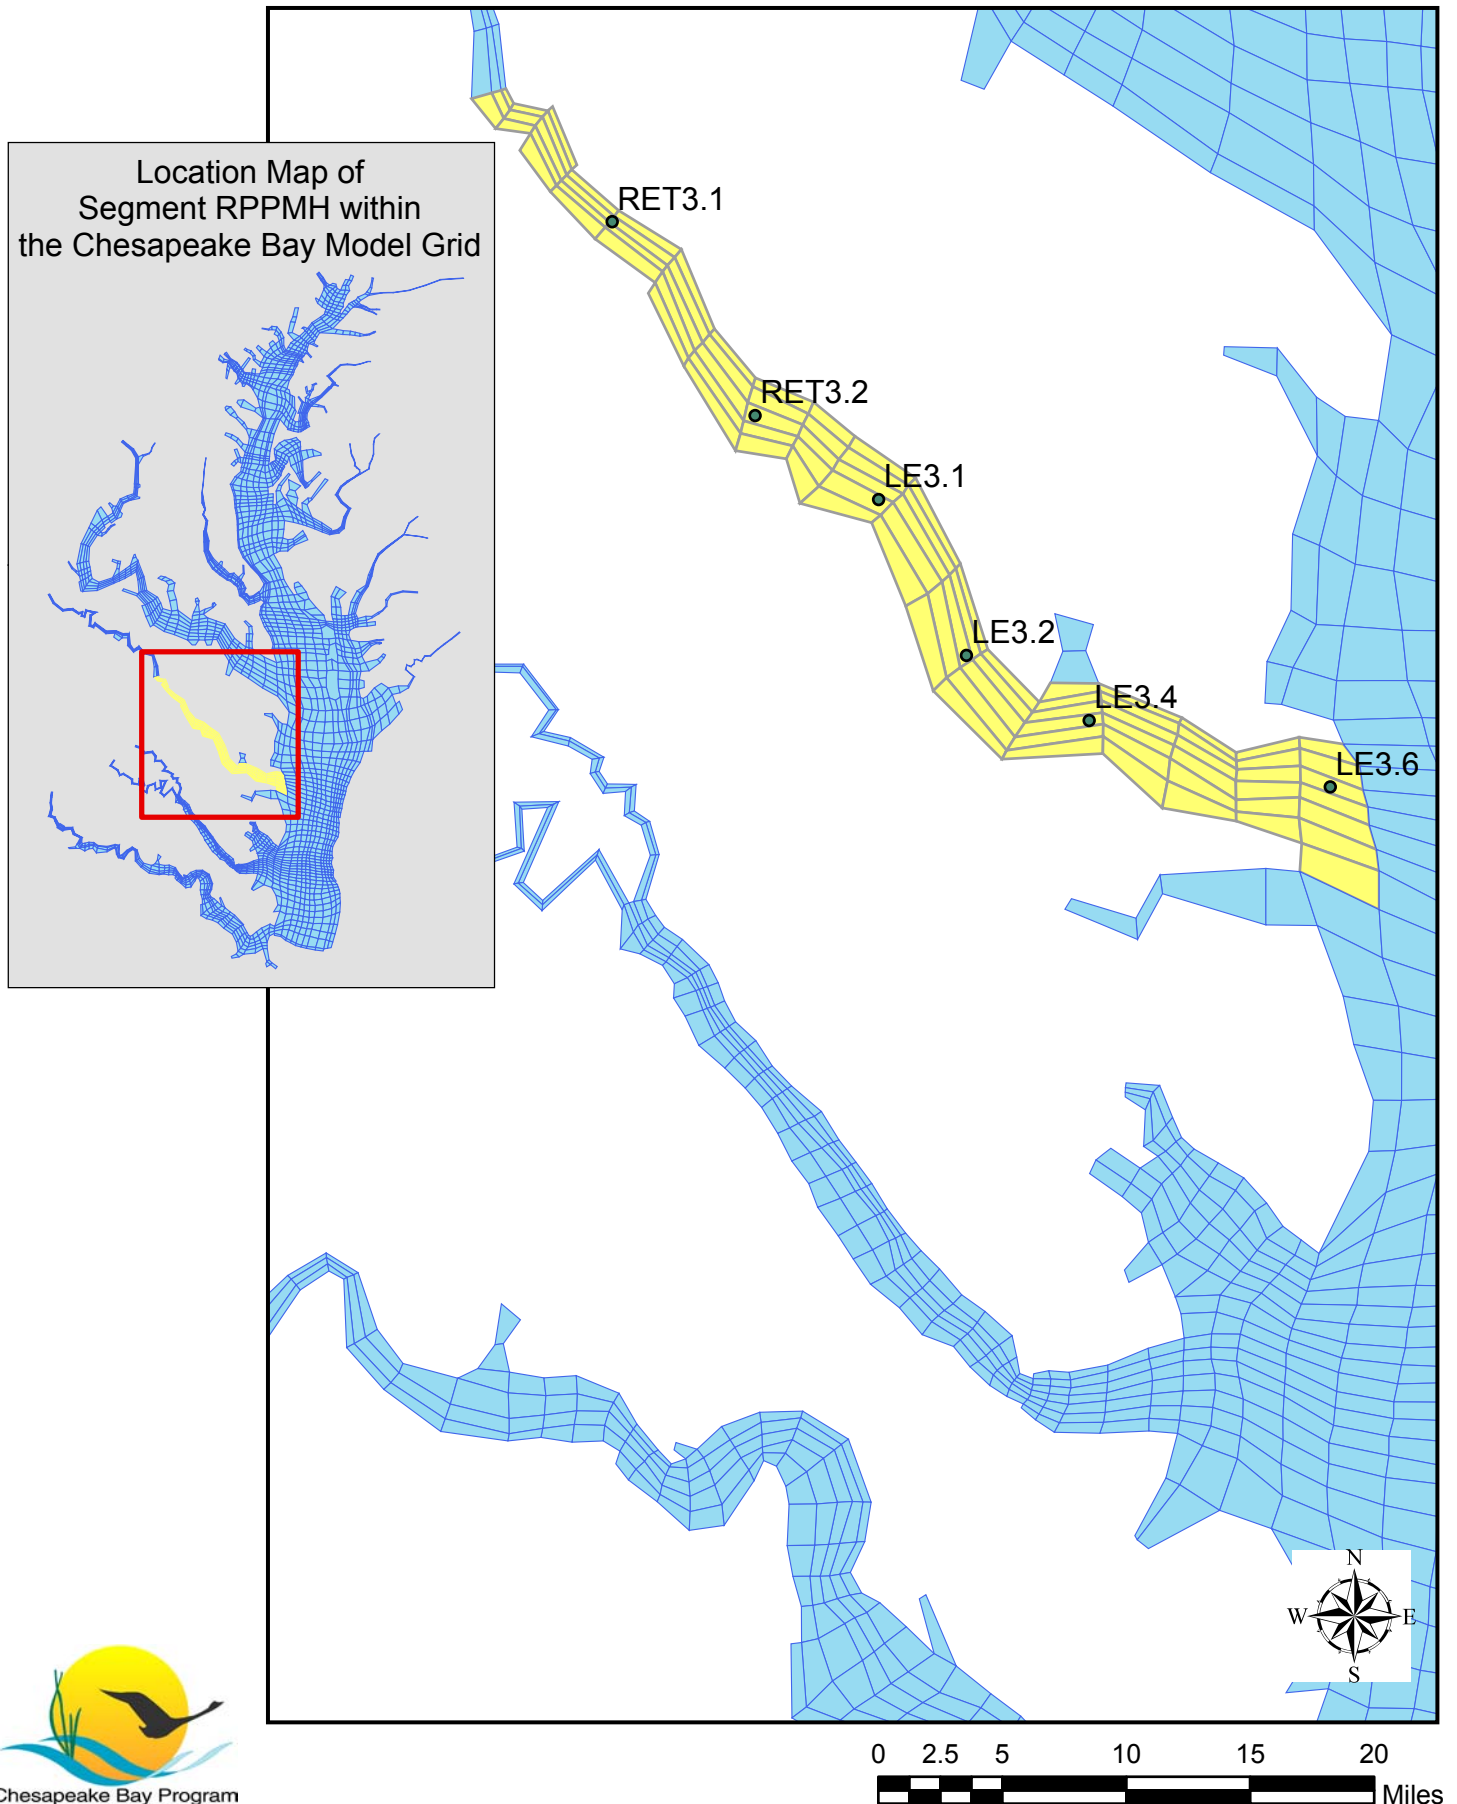 Location Map of
Segment RPPMH within
the Chesapeake Bay Model Grid
RET3.1
RET3.2
LE3.1
LE3.2
LE3.4
LE3.6
N
W E
S
0 2.5 5 10 15 20
Miles
Chesapeake Bay Program